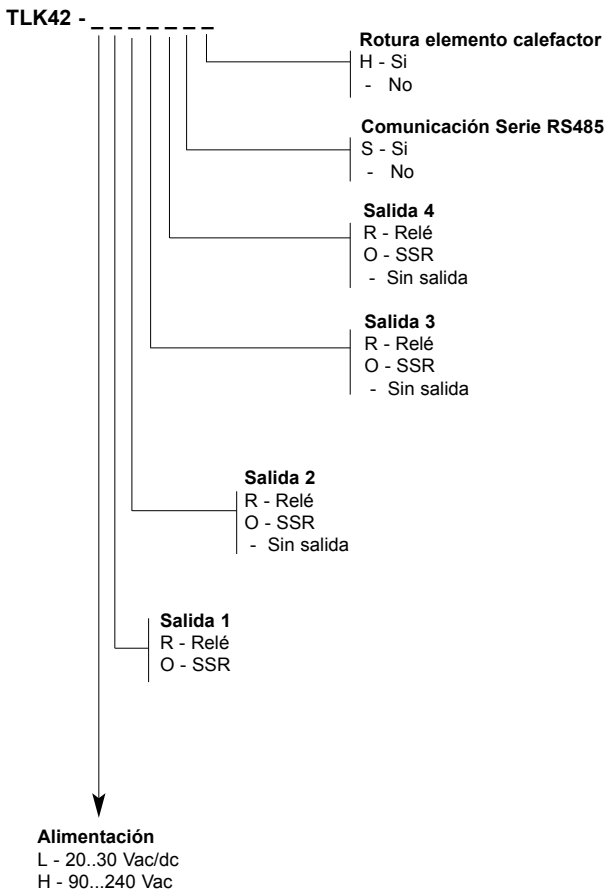 TLK42 - _ _ _ _ _ _ _
Rotura elemento calefactor
H - Si
- No
Comunicación Serie RS485
S - Si
- No
Salida 4
R - Relé
O - SSR
- Sin salida
Salida 3
R - Relé
O - SSR
- Sin salida
Salida 2
R - Relé
O - SSR
- Sin salida
Salida 1
R - Relé
O - SSR
Alimentación
L - 20..30 Vac/dc
H - 90...240 Vac